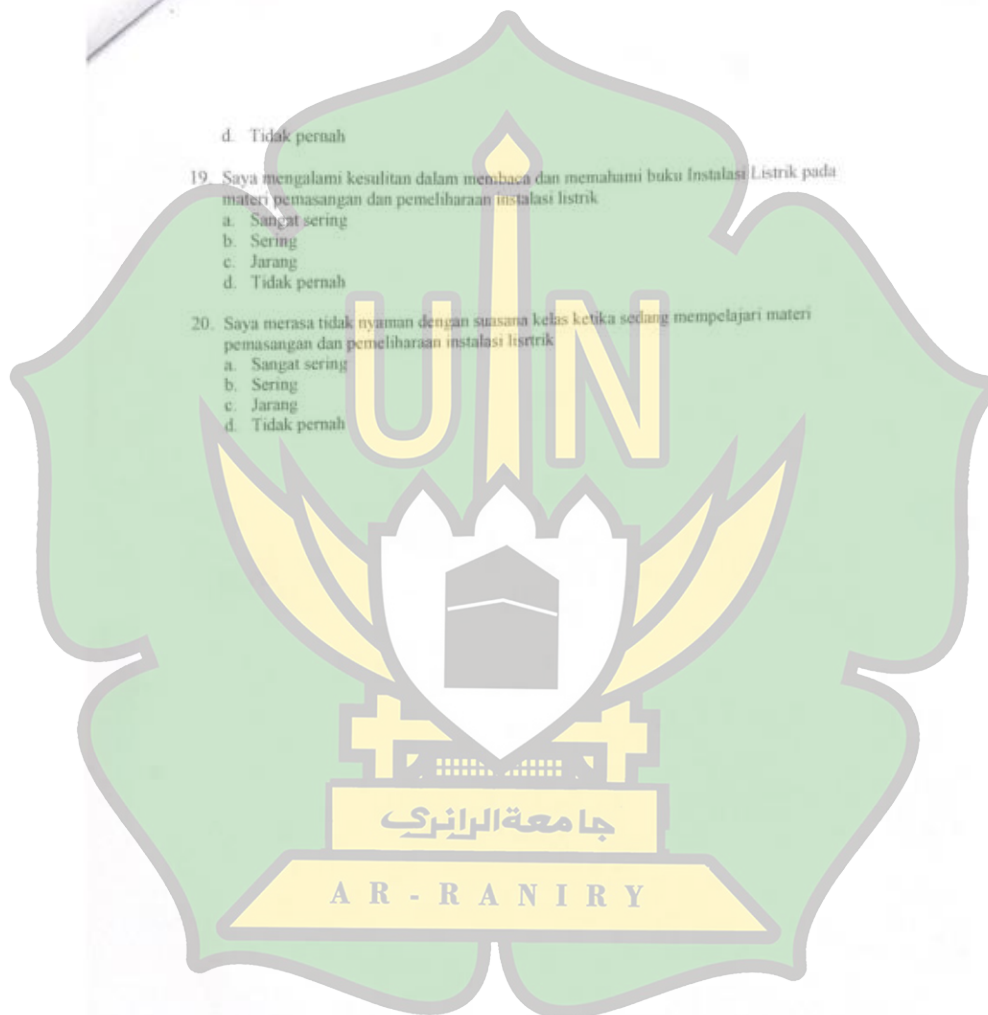 d. Tidak pernah
19. Saya mengalami kesulitan dalam membaca dan memahami buku Instalasi Listrik pada
materi pemasangan dan pemeliharaan instalasi listrik
a. Sangat sering
b. Sering
c. Jarang
d. Tidak pernah
20. Saya merasa tidak nyaman dengan suasana kelas ketika sedang mempelajari materi
pemasangan dan pemeliharaan instalasi lisrtrik
a. Sangat sering
b. Sering
c. Jarang
d. Tidak pernah
UIN
جامعة الرانري
AR-RANIRY